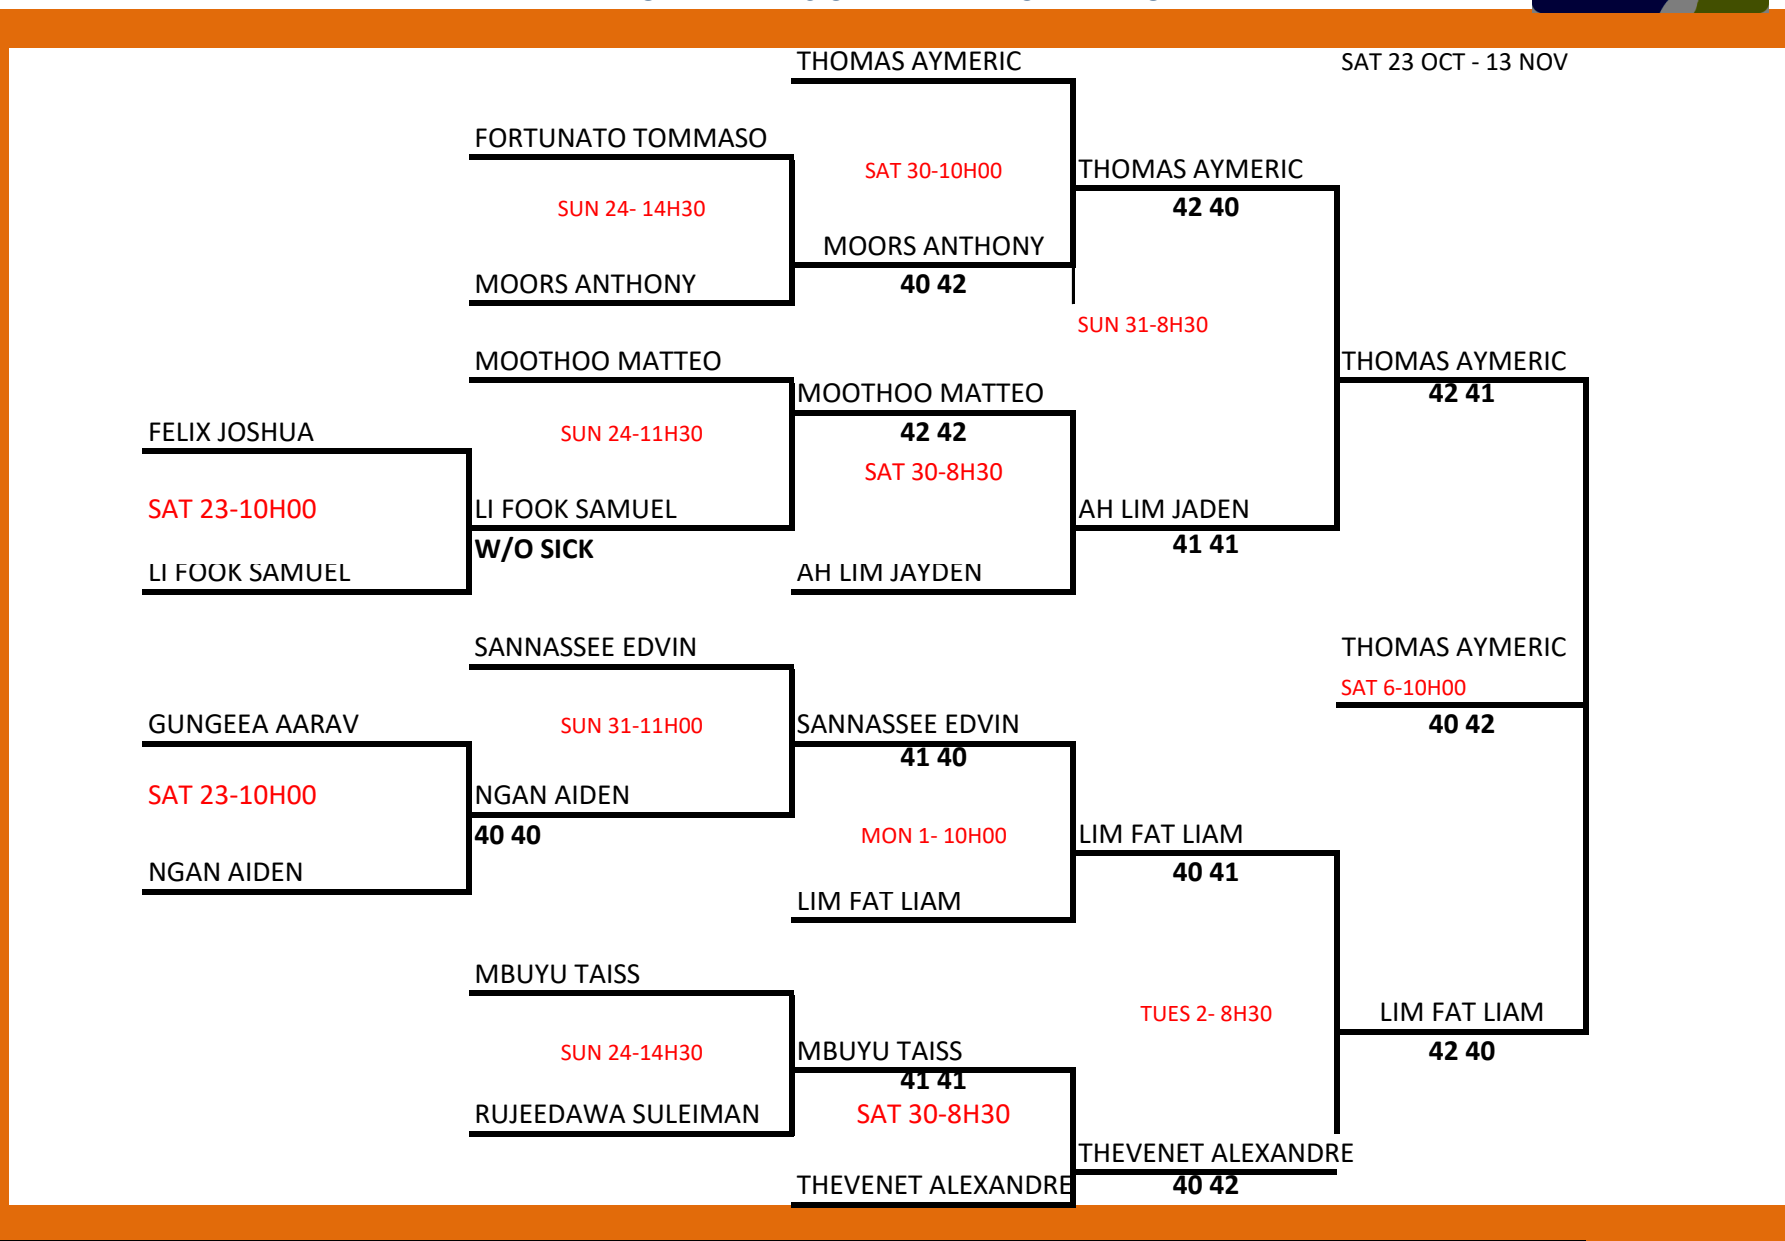 THOMAS AYMERIC
SAT 23 OCT - 13 NOV
FORTUNATO TOMMASO
SAT 30-10H00
THOMAS AYMERIC
SUN 24- 14H30
42 40
MOORS ANTHONY
MOORS ANTHONY
40 42
SUN 31-8H30
MOOTHOO MATTEO
THOMAS AYMERIC
MOOTHOO MATTEO
42 41
FELIX JOSHUA
SUN 24-11H30
42 42
SAT 30-8H30
SAT 23-10H00
LI FOOK SAMUEL
AH LIM JADEN
W/O SICK
41 41
LI FOOK SAMUEL
AH LIM JAYDEN
SANNASSEE EDVIN
THOMAS AYMERIC
SAT 6-10H00
GUNGEEA AARAV
SUN 31-11H00
SANNASSEE EDVIN
40 42
41 40
SAT 23-10H00
NGAN AIDEN
40 40
MON 1- 10H00
LIM FAT LIAM
NGAN AIDEN
40 41
LIM FAT LIAM
MBUYU TAISS
TUES 2- 8H30
LIM FAT LIAM
SUN 24-14H30
MBUYU TAISS
42 40
41 41
RUJEEDAWA SULEIMAN
SAT 30-8H30
THEVENET ALEXANDRE
THEVENET ALEXANDRE
40 42